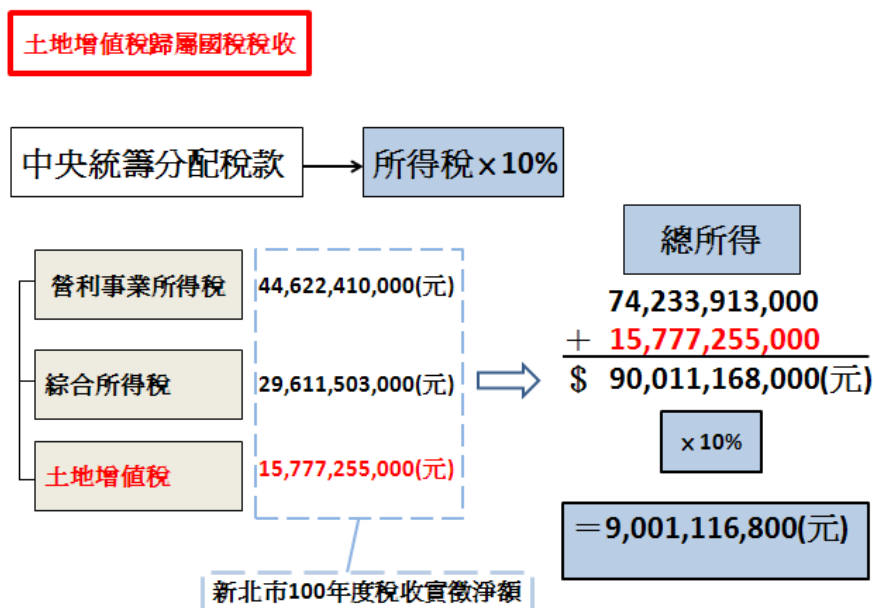 土地增值稅歸屬國稅稅收
中央統籌分配稅款
所得稅 x 10%
營利事業所得稅
44,622,410,000(元)
綜合所得稅
29,611,503,000(元)
土地增值稅
15,777,255,000(元)
新北市100年度稅收實徵淨額
總所得
74,233,913,000
＋ 15,777,255,000
$ 90,011,168,000(元)
x 10%
＝9,001,116,800(元)